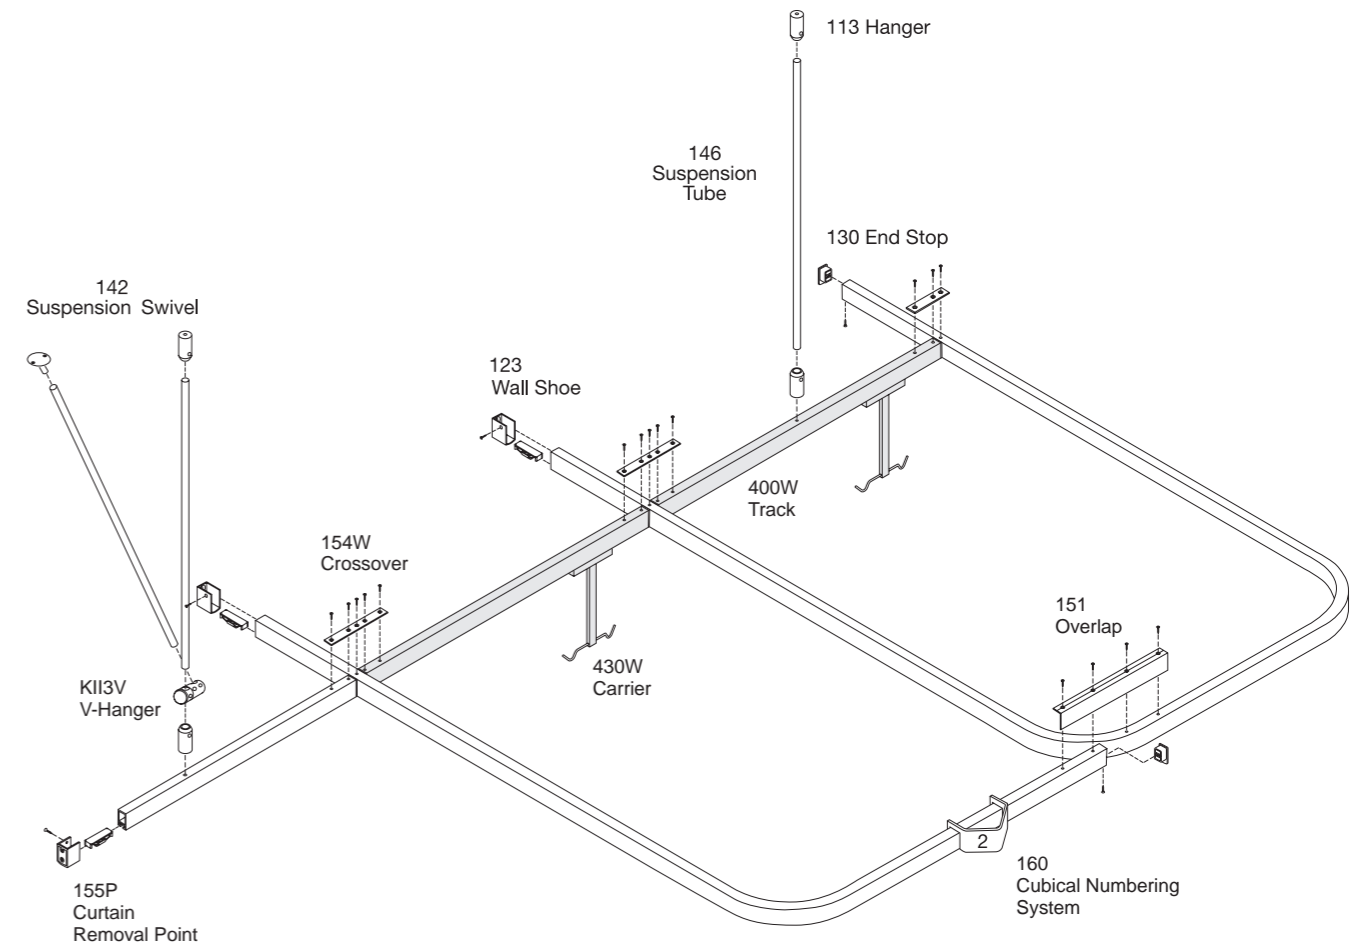 113 Hanger
146
Suspension
Tube
130 End Stop
142
Suspension Swivel
123
Wall Shoe
400W
Track
154W
Crossover
151
Overlap
430W
Carrier
KII3V
V-Hanger
2
160
Cubical Numbering
System
155P
Curtain
Removal Point